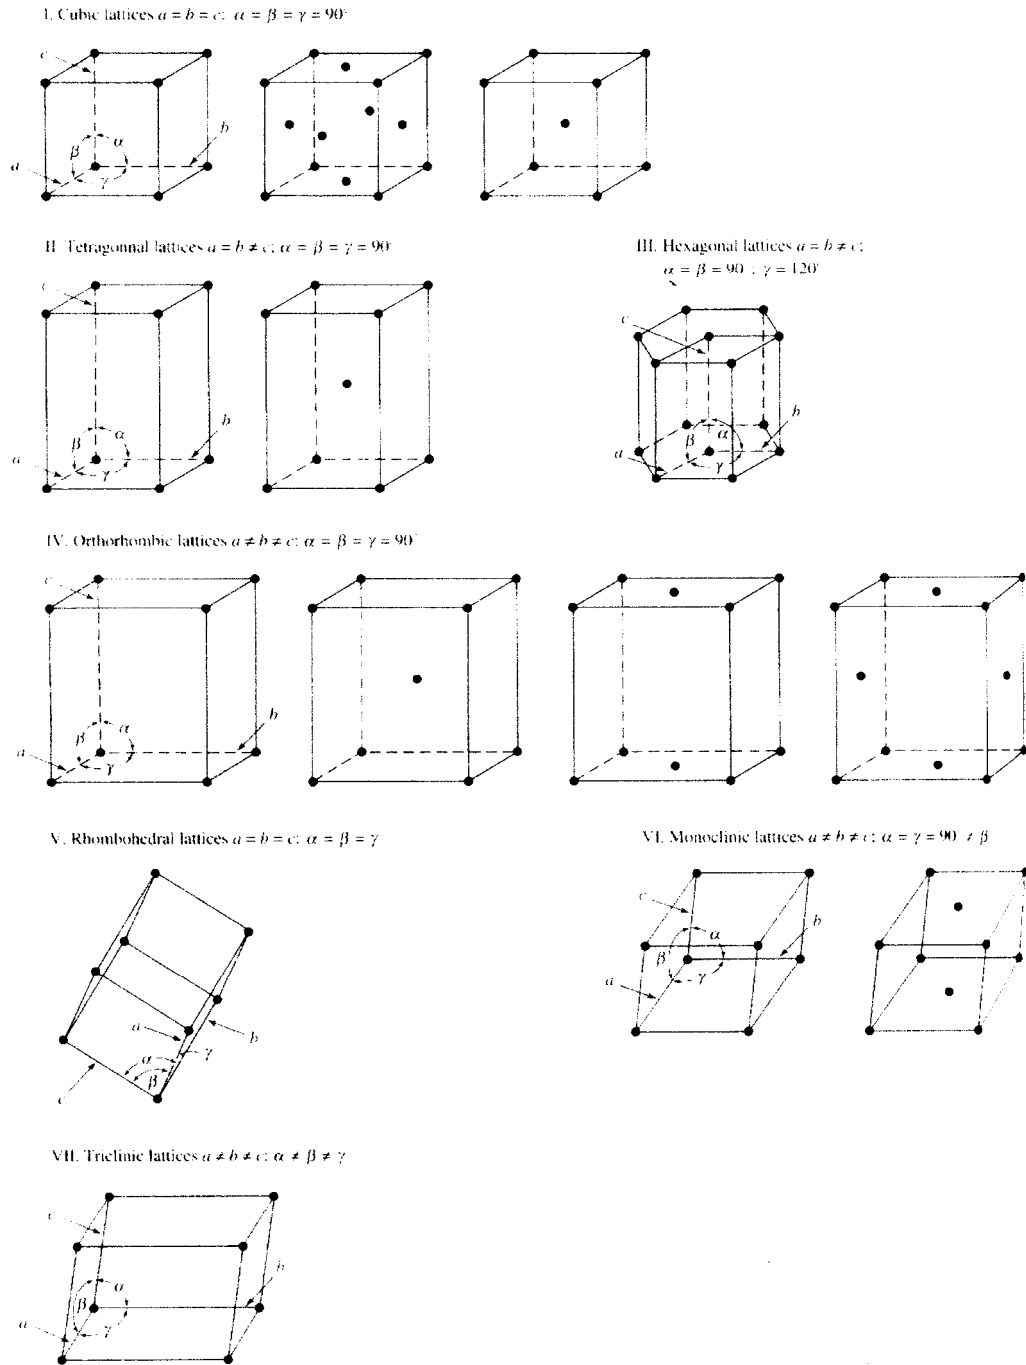 I. Cubic lattices a = b = c; α = β = γ = 90°
c
β α
b
a
γ
II. Tetragonal lattices a = b ≠ c; α = β = γ = 90°
III. Hexagonal lattices a = b ≠ c;
α = β = 90 ; γ = 120°
c
c
b
b
β α
β α
a
γ
a
γ
IV. Orthorhombic lattices a ≠ b ≠ c; α = β = γ = 90°
c
b
β α
a
γ
V. Rhombohedral lattices a = b = c; α = β = γ
VI. Monoclinic lattices a ≠ b ≠ c; α = γ = 90 ≠ β
c
b
α
β
a
γ
a
b
α γ
β
c
VII. Triclinic lattices a ≠ b ≠ c; α ≠ β ≠ γ
c
b
α
β
a
γ